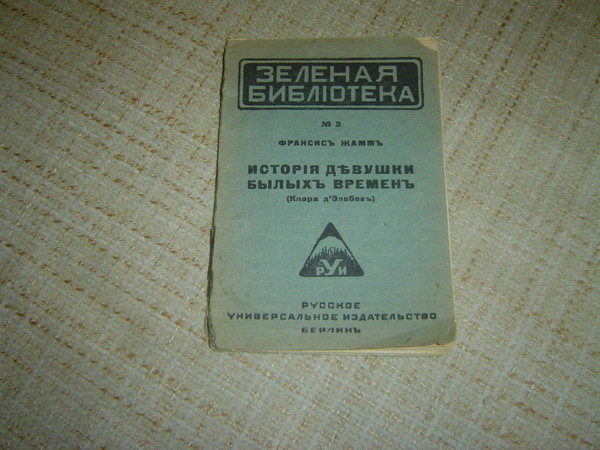 ЗЕЛЕНАЯ
БИБЛІОТЕКА
№ 3
ФРАНСИСЪ ЖАММЪ
ИСТОРІЯ ДѢВУШКИ
БЫЛЫХЪ ВРЕМЕНЪ
(Клара д'Элебезъ)
РУИ
РУССКОЕ
УНИВЕРСАЛЬНОЕ ИЗДАТЕЛЬСТВО
БЕРЛИНЪ